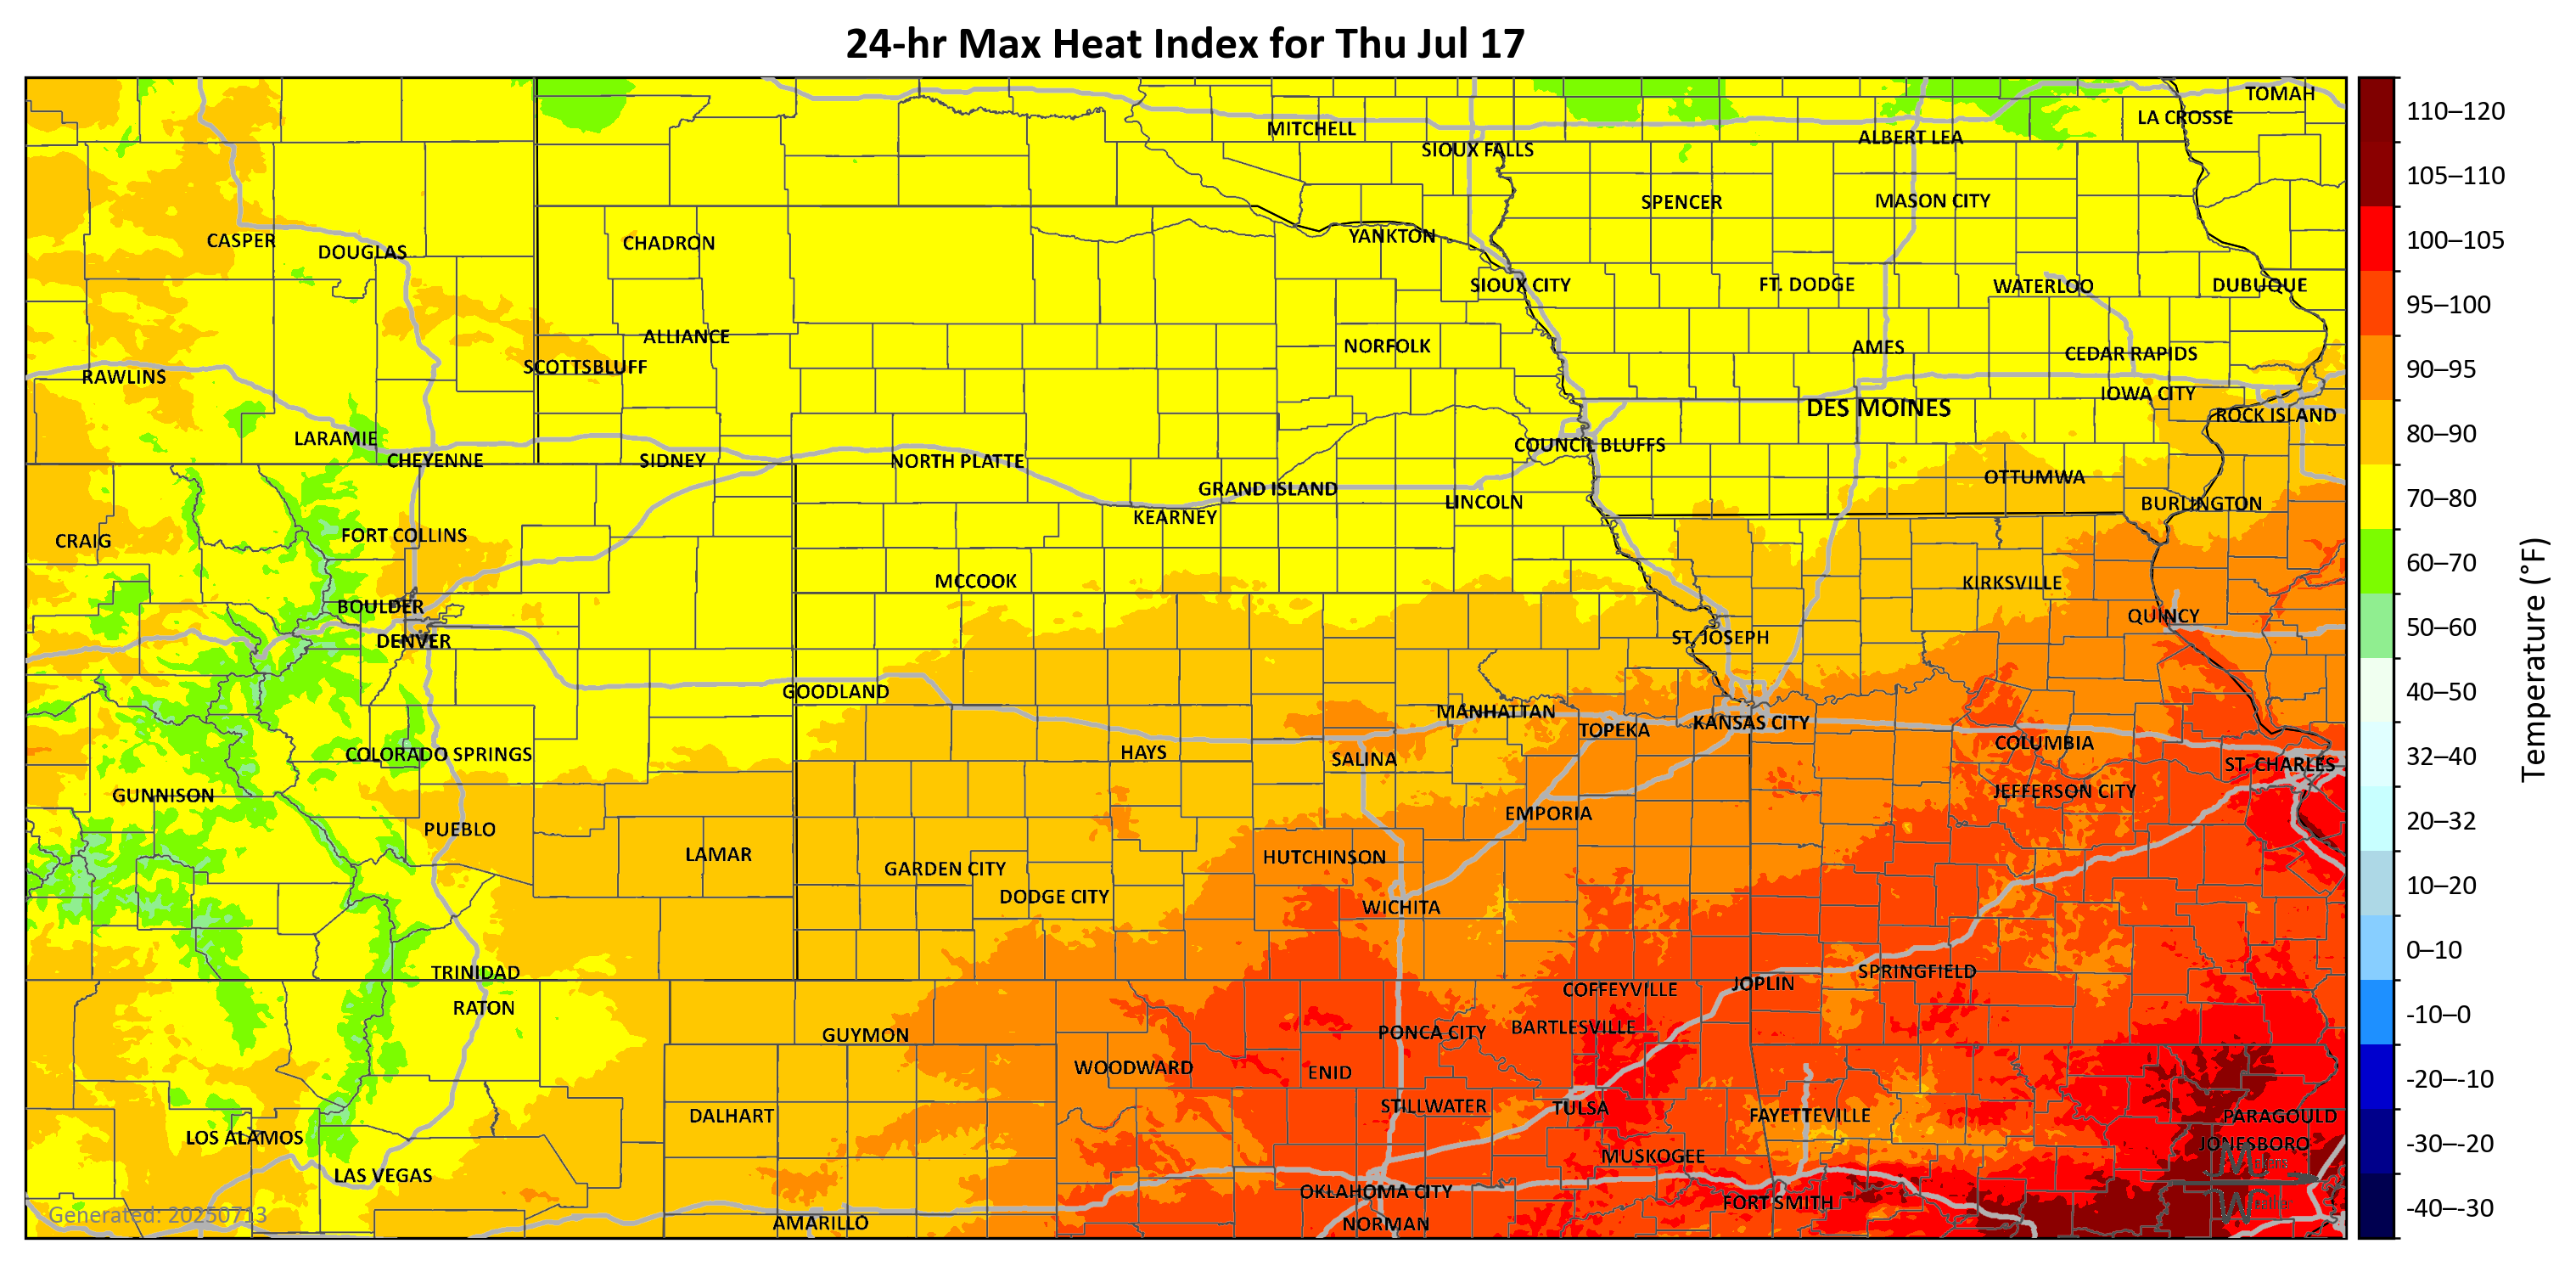 24-hr Max Heat Index for Thu Jul 17
TOMAH
LA CROSSE
MITCHELL
ALBERT LEA
SIOUX FALLS
SPENCER
MASON CITY
CASPER
DOUGLAS
CHADRON
YANKTON
SIOUX CITY
FT. DODGE
WATERLOO
DUBUQUE
ALLIANCE
NORFOLK
AMES
CEDAR RAPIDS
SCOTTSBLUFF
RAWLINS
IOWA CITY
DES MOINES
ROCK ISLAND
LARAMIE
COUNCIL BLUFFS
CHEYENNE
SIDNEY
NORTH PLATTE
OTTUMWA
GRAND ISLAND
LINCOLN
BURLINGTON
KEARNEY
FORT COLLINS
CRAIG
MCCOOK
KIRKSVILLE
BOULDER
QUINCY
DENVER
ST. JOSEPH
GOODLAND
MANHATTAN
KANSAS CITY
TOPEKA
COLUMBIA
COLORADO SPRINGS
HAYS
SALINA
ST. CHARLES
GUNNISON
JEFFERSON CITY
EMPORIA
PUEBLO
LAMAR
HUTCHINSON
GARDEN CITY
DODGE CITY
WICHITA
TRINIDAD
SPRINGFIELD
JOPLIN
COFFEYVILLE
RATON
BARTLESVILLE
PONCA CITY
GUYMON
WOODWARD
ENID
STILLWATER
TULSA
DALHART
FAYETTEVILLE
PARAGOULD
LOS ALAMOS
JONESBORO
MUSKOGEE
LAS VEGAS
OKLAHOMA CITY
FORT SMITH
AMARILLO
NORMAN
Generated: 20250713
110–120
105–110
100–105
95–100
90–95
80–90
70–80
60–70
50–60
40–50
32–40
20–32
10–20
0–10
-10–0
-20–-10
-30–-20
-40–-30
Temperature (°F)